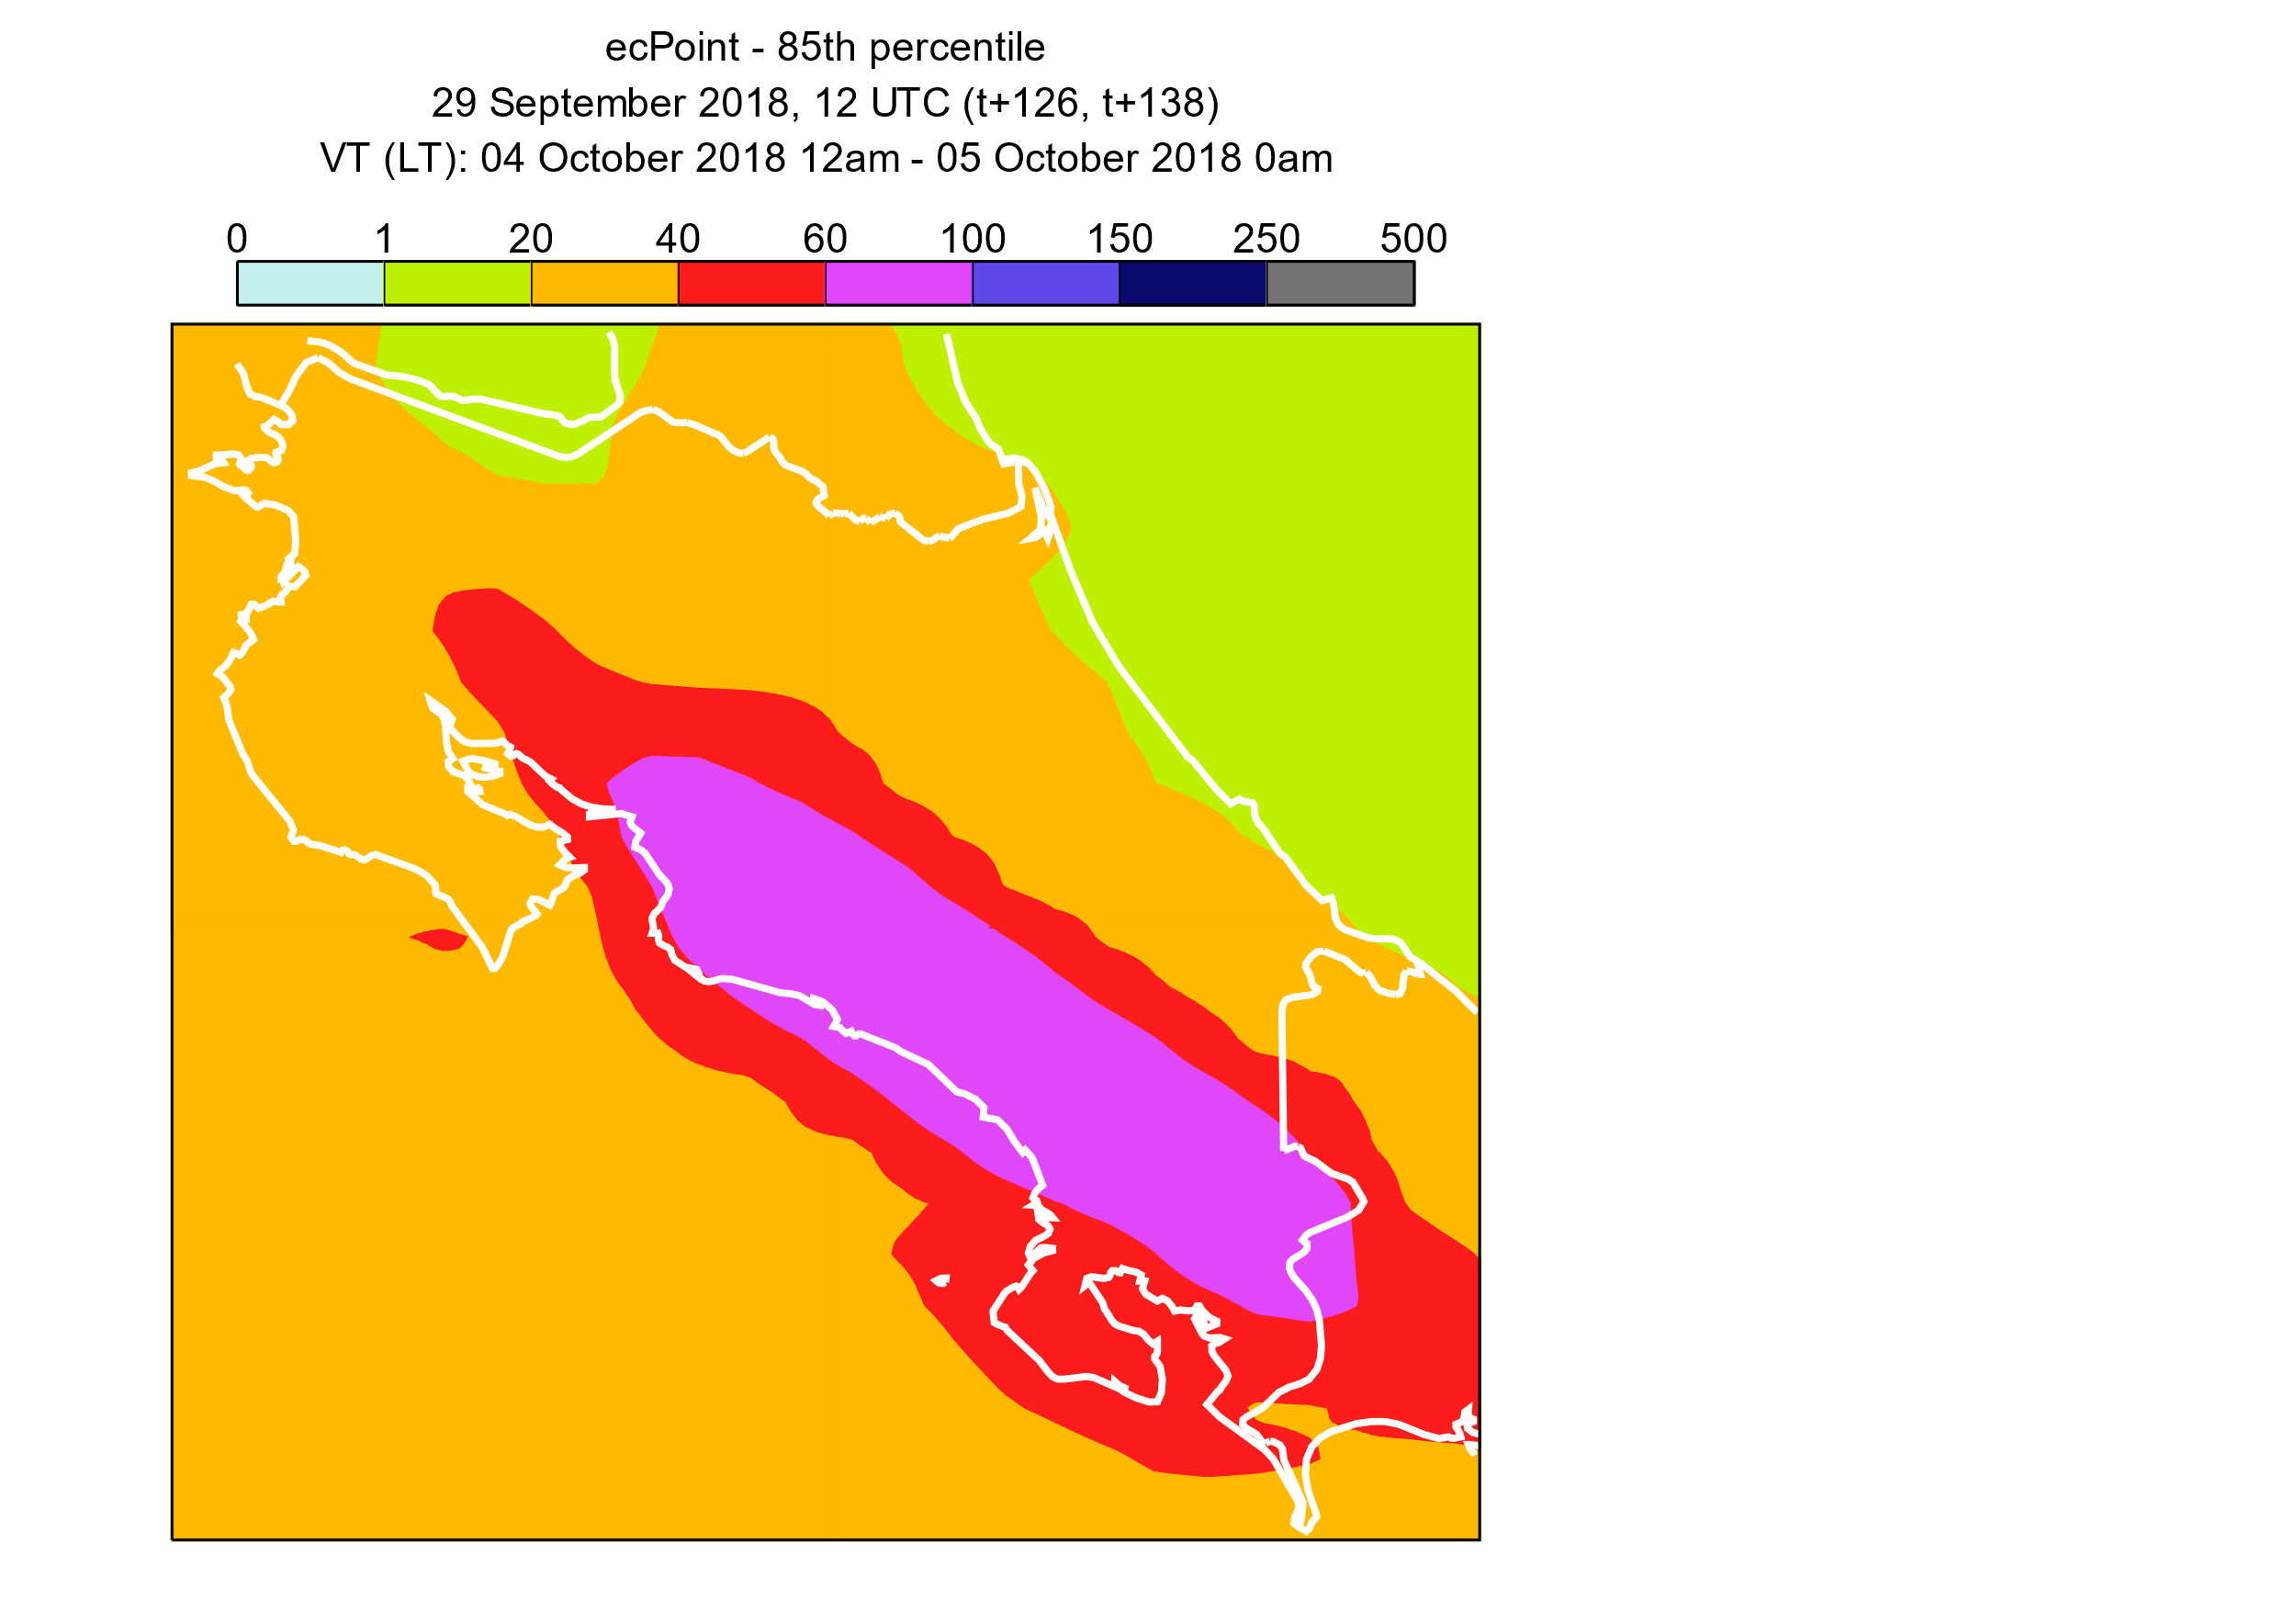 ecPoint - 85th percentile
29 September 2018, 12 UTC (t+126, t+138)
VT (LT): 04 October 2018 12am - 05 October 2018 0am
0 1 20 40 60 100 150 250 500